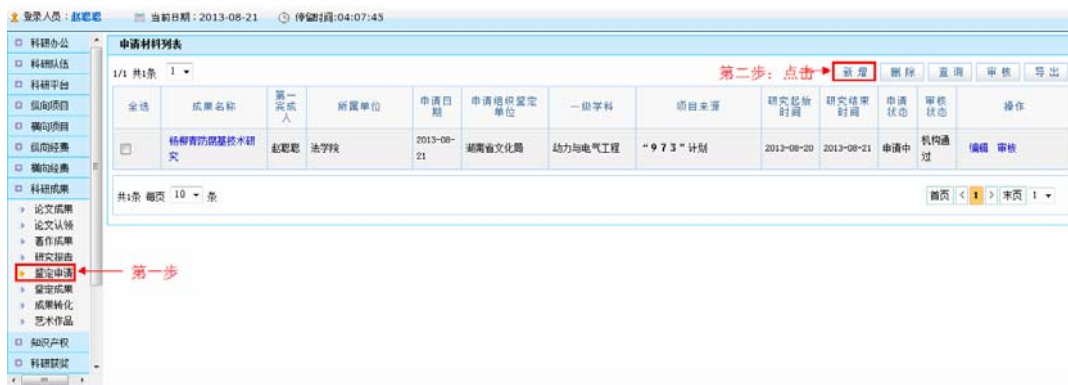 登录人员：赵聪聪 当前日期：2013-08-21 停留时间:04:07:45
科研办公
科研队伍
科研平台
纵向项目
横向项目
纵向经费
横向经费
科研成果
论文成果
论文认领
著作成果
研究报告
鉴定申请
鉴定成果
成果转化
艺术作品
知识产权
科研获奖
第一步
申请材料列表
1/1 共1条 1
第二步：点击
新增 删除 查询 审核 导出
全选 成果名称 第一完成人 所属单位 申请日期 申请组织鉴定单位 一级学科 项目来源 研究起始时间 研究结束时间 申请状态 审核状态 操作
杨柳青防腐基技术研究 赵聪聪 法学院 2013-08-21 湖南省文化局 动力与电气工程 “973”计划 2013-08-20 2013-08-21 申请中 机构通过 编辑 审核
共1条 每页 10 条
首页 < 1 > 末页 1